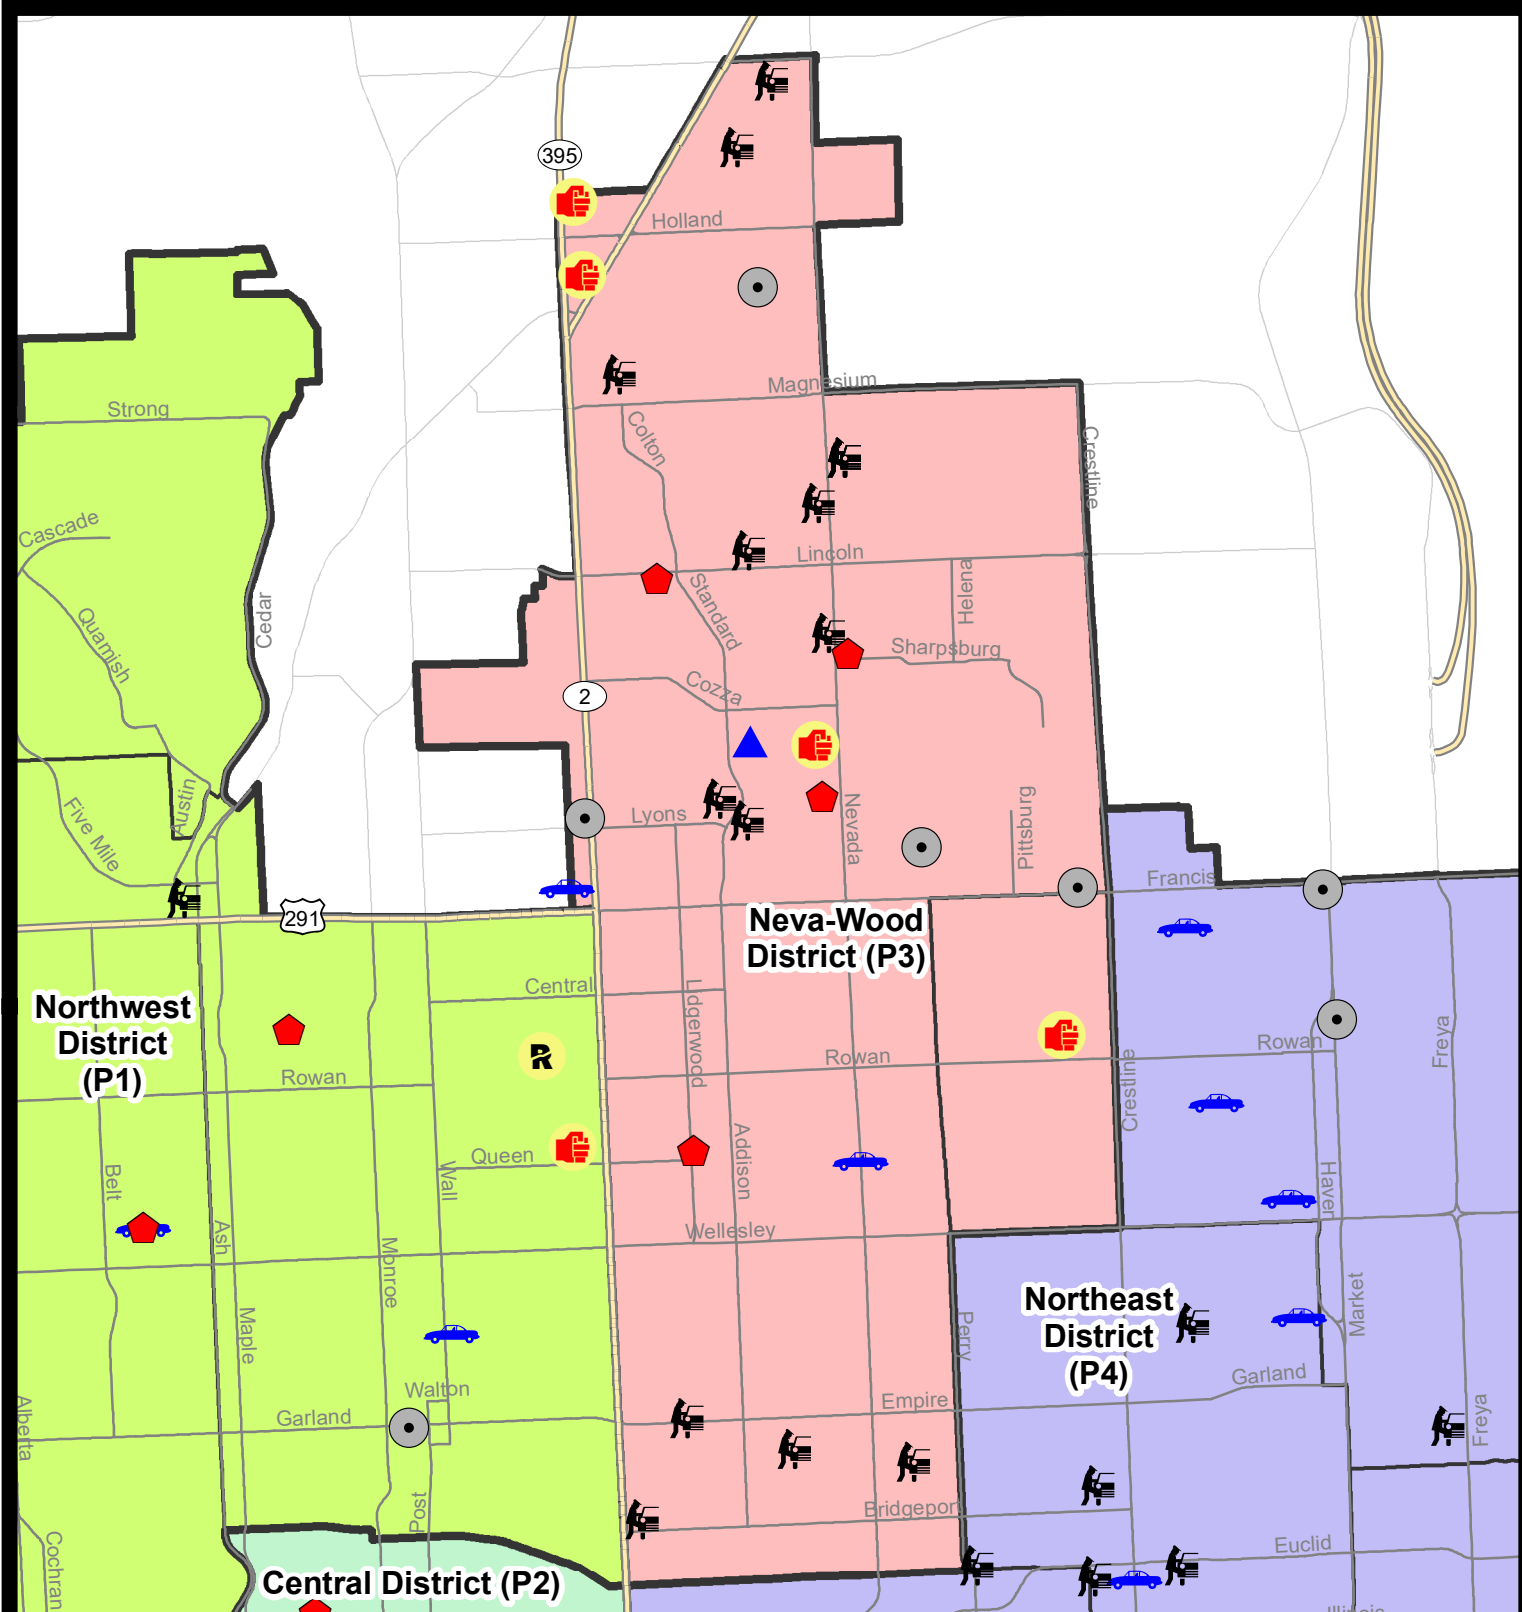 395
Holland
Magnesium
Strong
Colton
Crestline
Cascade
Lincoln
Helena
Standard
Cedar
Quamish
Sharpsburg
Cozza
2
Austin
Five Mile
Lyons
Nevada
Pittsburg
Francis
291
Neva-Wood
District (P3)
Central
Lidgerwood
Northwest
District
(P1)
Rowan
Rowan
Rowan
Freya
Crestline
Queen
Wall
Belt
Addison
Haven
Ash
Wellesley
Monroe
Maple
Perry
Market
Northeast
District
(P4)
Walton
Garland
Empire
Garland
Alberta
Freya
Post
Bridgeport
Euclid
Cochran
Central District (P2)
R